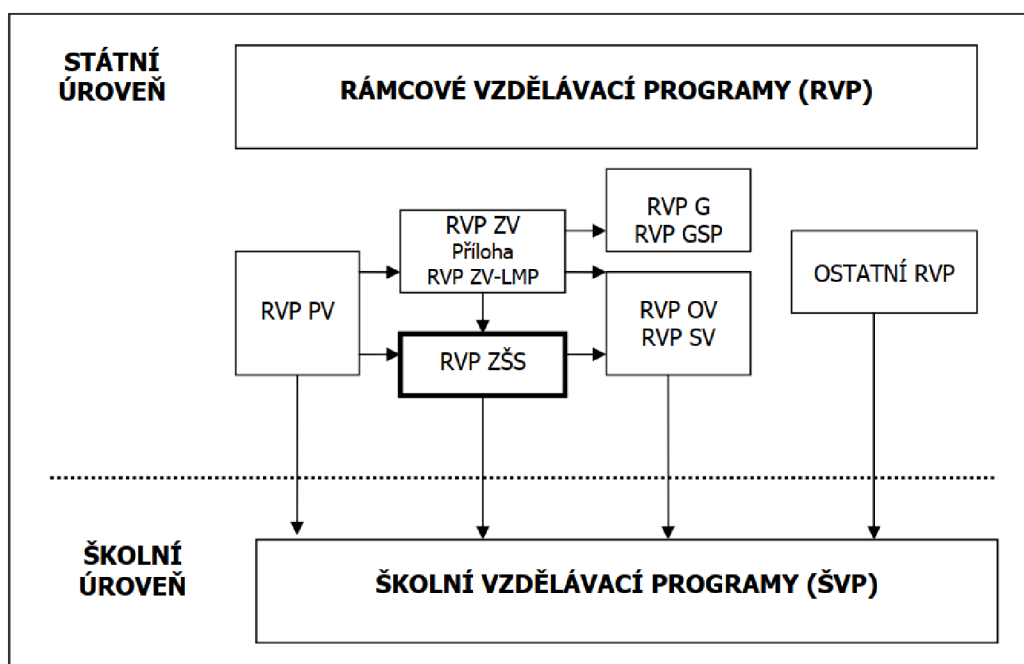 STÁTNÍ
ÚROVEŇ
RÁMCOVÉ VZDĚLÁVACÍ PROGRAMY (RVP)
RVP PV
RVP ZV
Příloha
RVP ZV-LMP
RVP ZŠS
RVP G
RVP GSP
RVP OV
RVP SV
OSTATNÍ RVP
ŠKOLNÍ
ÚROVEŇ
ŠKOLNÍ VZDĚLÁVACÍ PROGRAMY (ŠVP)